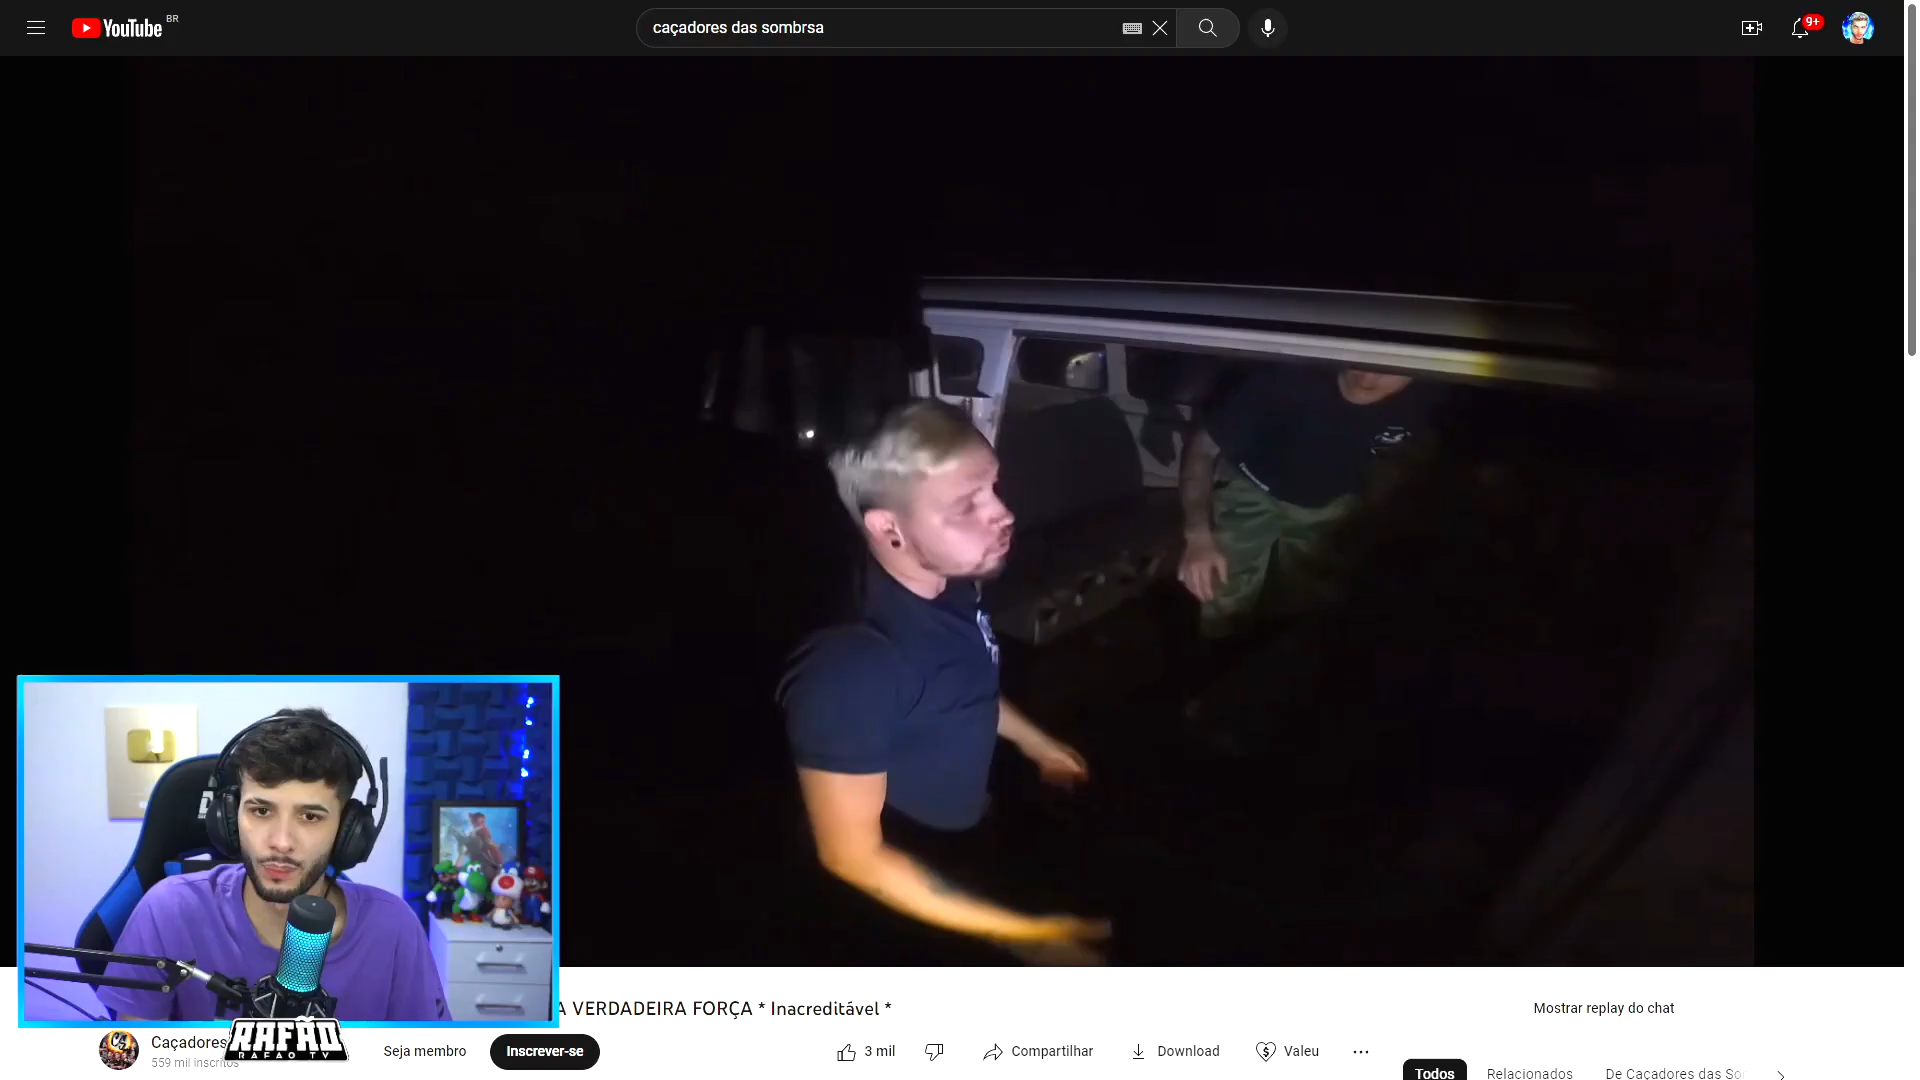 YouTube BR
caçadores das sombrsa
9+
A VERDADEIRA FORÇA * Inacreditável *
Mostrar replay do chat
Caçadores
559 mil inscritos
RAFÃO
RAFAO TV
Seja membro
Inscrever-se
3 mil
Compartilhar
Download
Valeu
Todos
Relacionados
De Caçadores das So